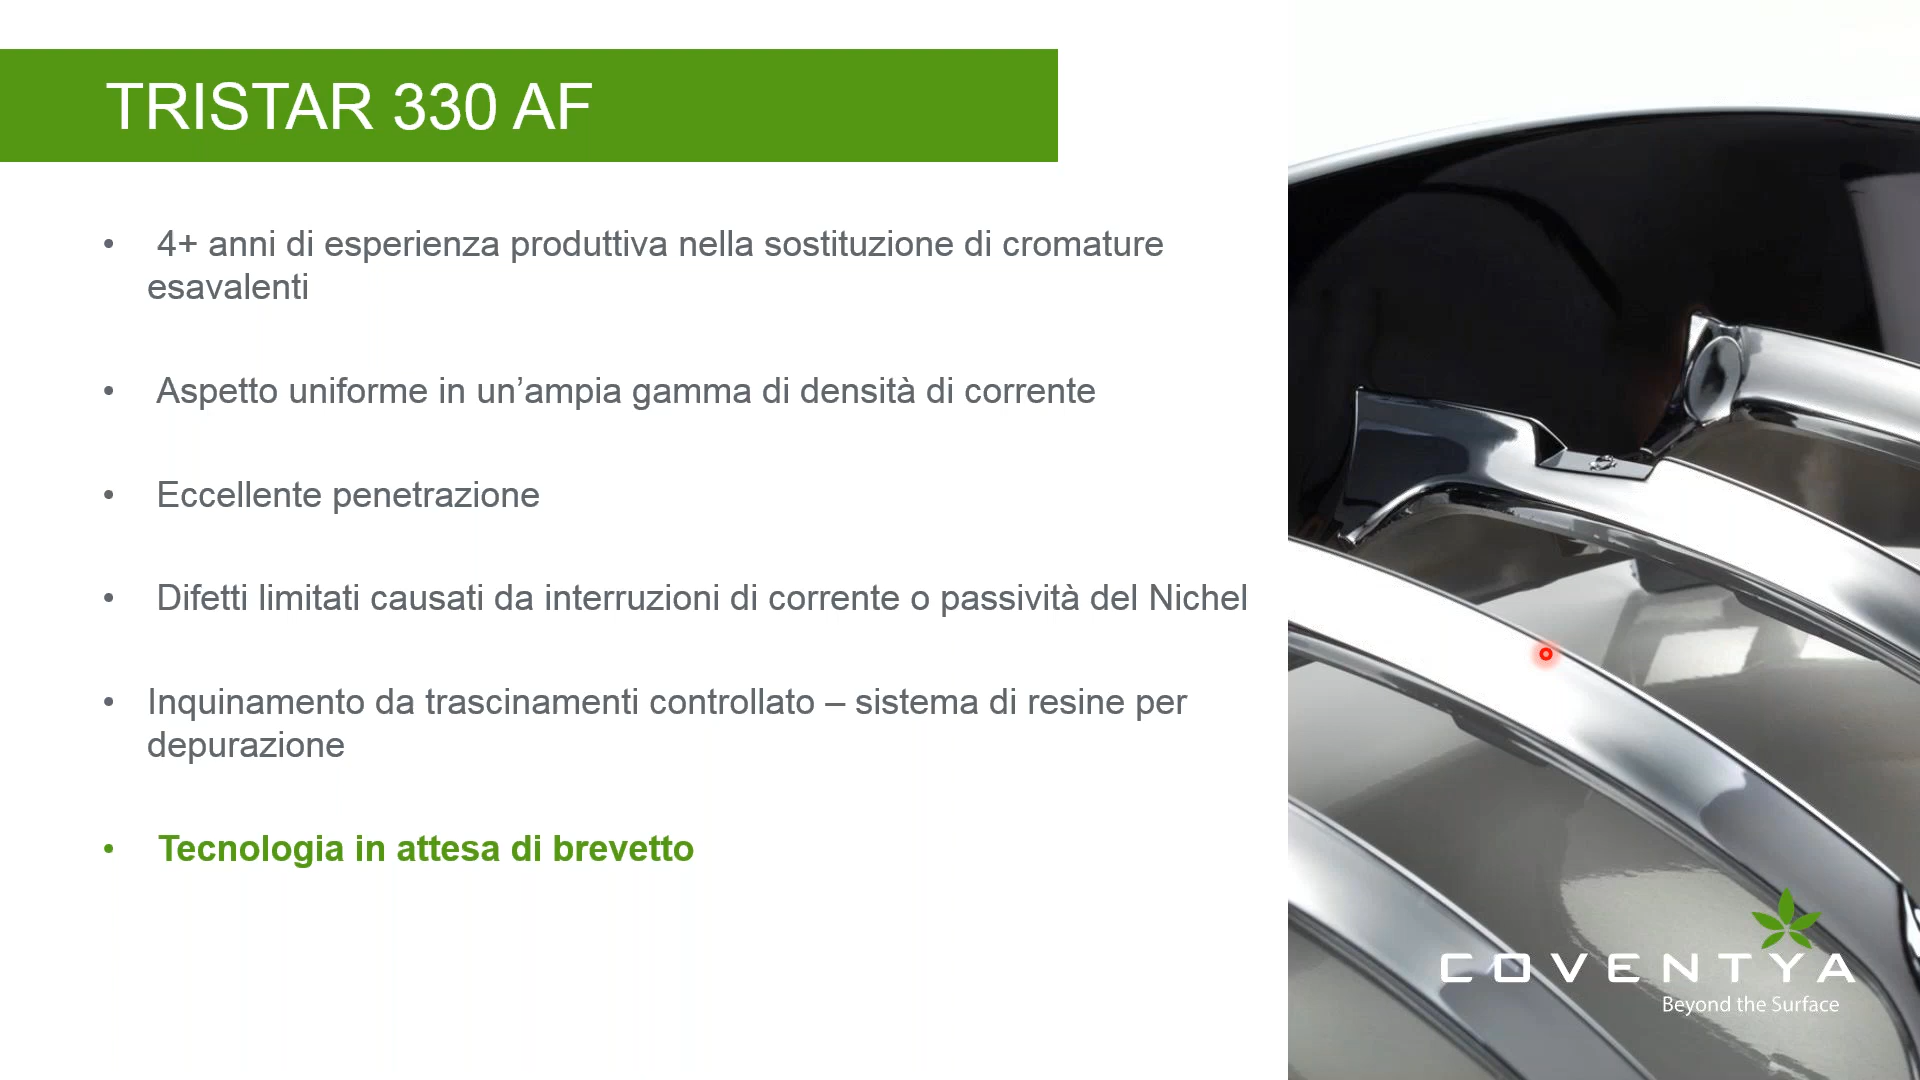 TRISTAR 330 AF
• 4+ anni di esperienza produttiva nella sostituzione di cromature
esavalenti
• Aspetto uniforme in un’ampia gamma di densità di corrente
• Eccellente penetrazione
• Difetti limitati causati da interruzioni di corrente o passività del Nichel
• Inquinamento da trascinamenti controllato – sistema di resine per
depurazione
• Tecnologia in attesa di brevetto
COVENTYA
Beyond the Surface